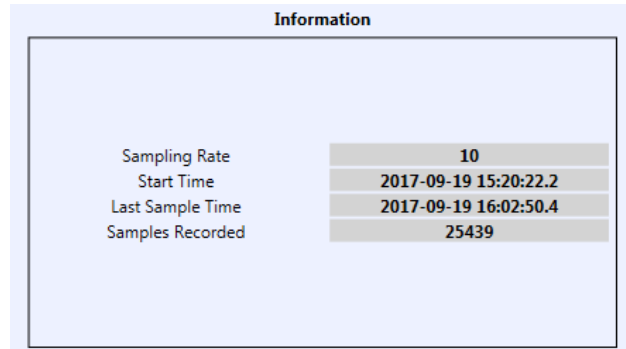 Information
Sampling Rate 10
Start Time 2017-09-19 15:20:22.2
Last Sample Time 2017-09-19 16:02:50.4
Samples Recorded 25439